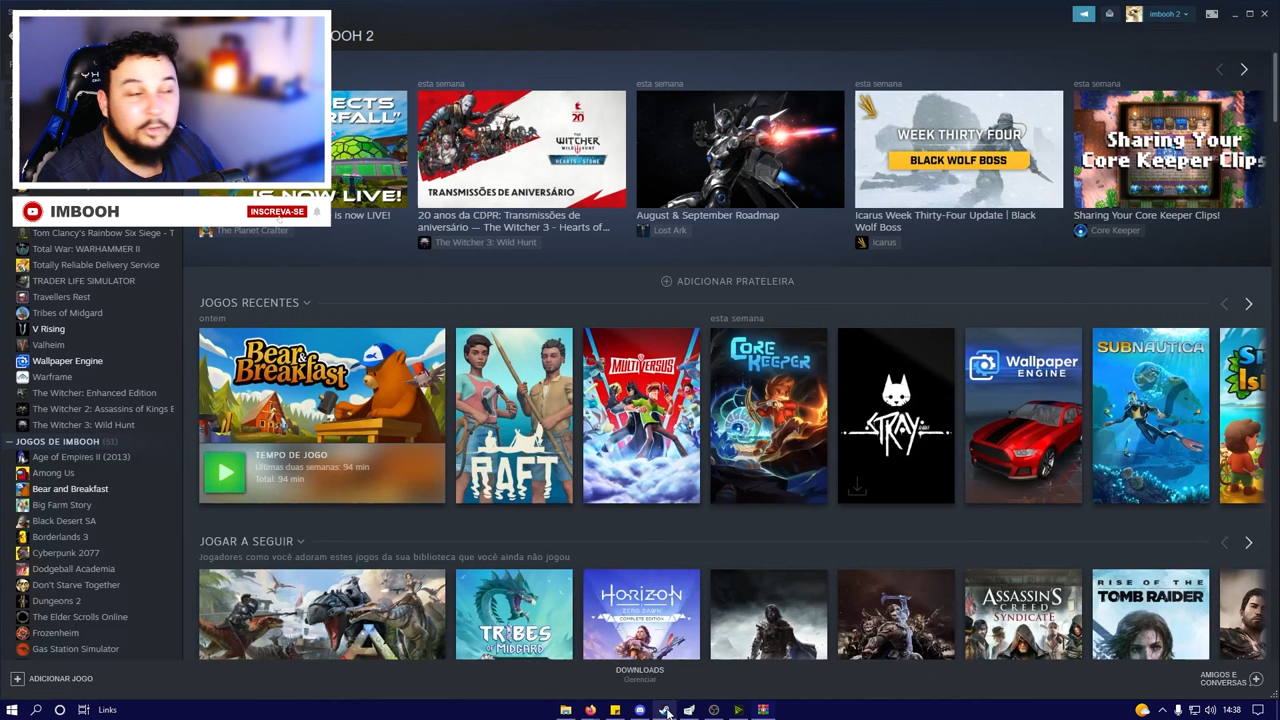 OOH 2
imbooh 2
esta semana
esta semana
esta semana
WEEK THIRTY FOUR
BLACK WOLF BOSS
Sharing Your
Core Keeper Clips
THE WITCHER
WILD HUNT
HEARTS OF STONE
TRANSMISSÕES DE ANIVERSÁRIO
IS NOW LIVE!
IMBOOH
INSCREVA-SE
is now LIVE!
The Planet Crafter
20 anos da CDPR: Transmissões de
aniversário — The Witcher 3 - Hearts of...
The Witcher 3: Wild Hunt
August & September Roadmap
Lost Ark
Icarus Week Thirty-Four Update | Black
Wolf Boss
Icarus
Sharing Your Core Keeper Clips!
Core Keeper
Tom Clancy's Rainbow Six Siege - T
Total War: WARHAMMER II
Totally Reliable Delivery Service
TRADER LIFE SIMULATOR
Travellers Rest
Tribes of Midgard
V Rising
Valheim
Wallpaper Engine
Warframe
The Witcher: Enhanced Edition
The Witcher 2: Assassins of Kings E
The Witcher 3: Wild Hunt
JOGOS DE IMBOOH (51)
Age of Empires II (2013)
Among Us
Bear and Breakfast
Big Farm Story
Black Desert SA
Borderlands 3
Cyberpunk 2077
Dodgeball Academia
Don't Starve Together
Dungeons 2
The Elder Scrolls Online
Frozenheim
Gas Station Simulator
ADICIONAR PRATELEIRA
JOGOS RECENTES
ontem
esta semana
Bear & Breakfast
TEMPO DE JOGO
Últimas duas semanas: 94 min
Total: 94 min
RAFT
MULTIVERSUS
CORE KEEPER
STRAY
Wallpaper
ENGINE
SUBNAUTICA
JOGAR A SEGUIR
Jogadores como você adoram estes jogos da sua biblioteca que você ainda não jogou
TRIBES
OF MIDGARD
HORIZON
ZERO DAWN
COMPLETE EDITION
ASSASSIN'S
CREED
SYNDICATE
RISE OF THE
TOMB RAIDER
ADICIONAR JOGO
DOWNLOADS
Gerenciar
AMIGOS E
CONVERSAS
Links
14:38